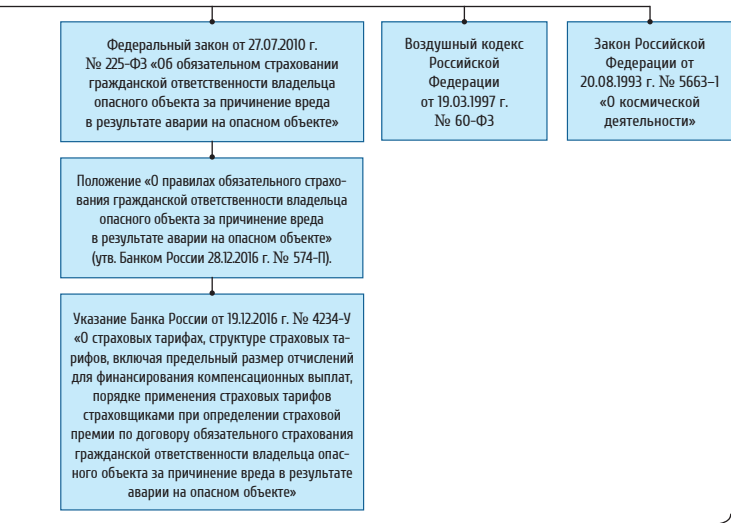 Федеральный закон от 27.07.2010 г.
№ 225-ФЗ «Об обязательном страховании
гражданской ответственности владельца
опасного объекта за причинение вреда
в результате аварии на опасном объекте»
Воздушный кодекс
Российской
Федерации
от 19.03.1997 г.
№ 60-ФЗ
Закон Российской
Федерации от
20.08.1993 г. № 5663–1
«О космической
деятельности»
Положение «О правилах обязательного страхо-
вания гражданской ответственности владельца
опасного объекта за причинение вреда
в результате аварии на опасном объекте»
(утв. Банком России 28.12.2016 г. № 574-П).
Указание Банка России от 19.12.2016 г. № 4234-У
«О страховых тарифах, структуре страховых та-
рифов, включая предельный размер отчислений
для финансирования компенсационных выплат,
порядке применения страховых тарифов
страховщиками при определении страховой
премии по договору обязательного страхования
гражданской ответственности владельца опас-
ного объекта за причинение вреда в результате
аварии на опасном объекте»